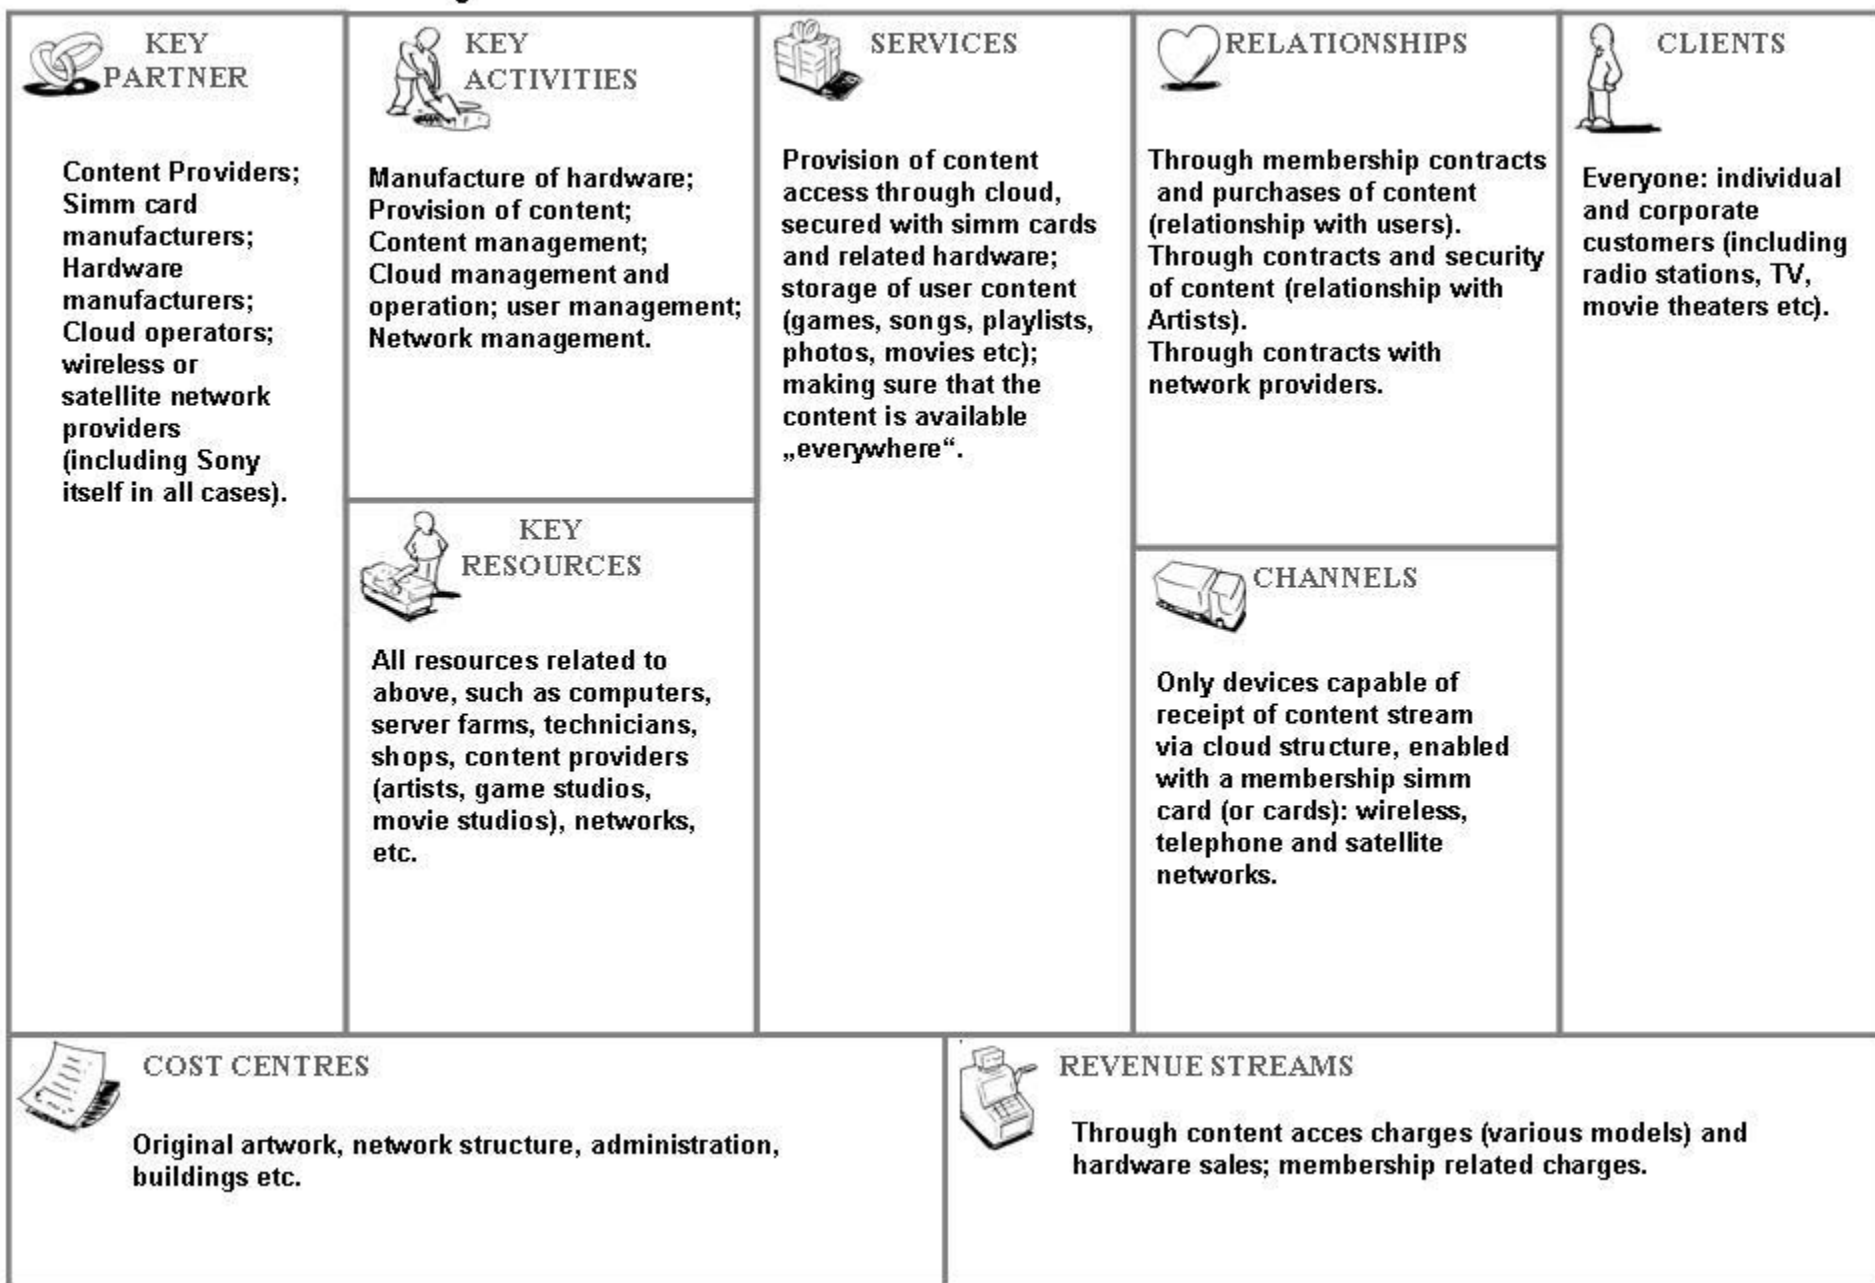 KEY
PARTNER
Content Providers;
Simm card
manufacturers;
Hardware
manufacturers;
Cloud operators;
wireless or
satellite network
providers
(including Sony
itself in all cases).
KEY
ACTIVITIES
Manufacture of hardware;
Provision of content;
Content management;
Cloud management and
operation; user management;
Network management.
KEY
RESOURCES
All resources related to
above, such as computers,
server farms, technicians,
shops, content providers
(artists, game studios,
movie studios), networks,
etc.
SERVICES
Provision of content
access through cloud,
secured with simm cards
and related hardware;
storage of user content
(games, songs, playlists,
photos, movies etc);
making sure that the
content is available
„everywhere“.
RELATIONSHIPS
Through membership contracts
and purchases of content
(relationship with users).
Through contracts and security
of content (relationship with
Artists).
Through contracts with
network providers.
CHANNELS
Only devices capable of
receipt of content stream
via cloud structure, enabled
with a membership simm
card (or cards): wireless,
telephone and satellite
networks.
CLIENTS
Everyone: individual
and corporate
customers (including
radio stations, TV,
movie theaters etc).
COST CENTRES
Original artwork, network structure, administration,
buildings etc.
REVENUE STREAMS
Through content acces charges (various models) and
hardware sales; membership related charges.